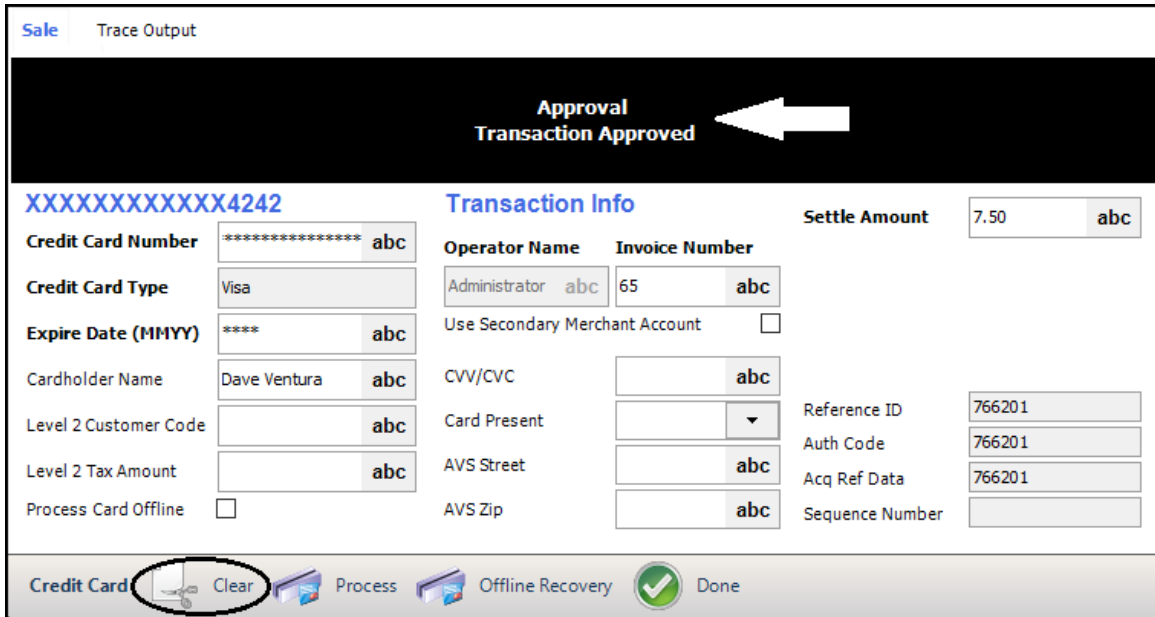 Sale Trace Output
Approval
Transaction Approved
XXXXXXXXXXXX4242 Transaction Info Settle Amount 7.50 abc
Credit Card Number *************** abc Operator Name Invoice Number
Credit Card Type Visa Administrator abc 65 abc
Expire Date (MMYY) **** abc Use Secondary Merchant Account
Cardholder Name Dave Ventura abc CVV/CVC abc
Level 2 Customer Code abc Card Present Reference ID 766201
Auth Code 766201
Level 2 Tax Amount abc AVS Street abc Acq Ref Data 766201
Process Card Offline AVS Zip abc Sequence Number
Credit Card Clear Process Offline Recovery Done